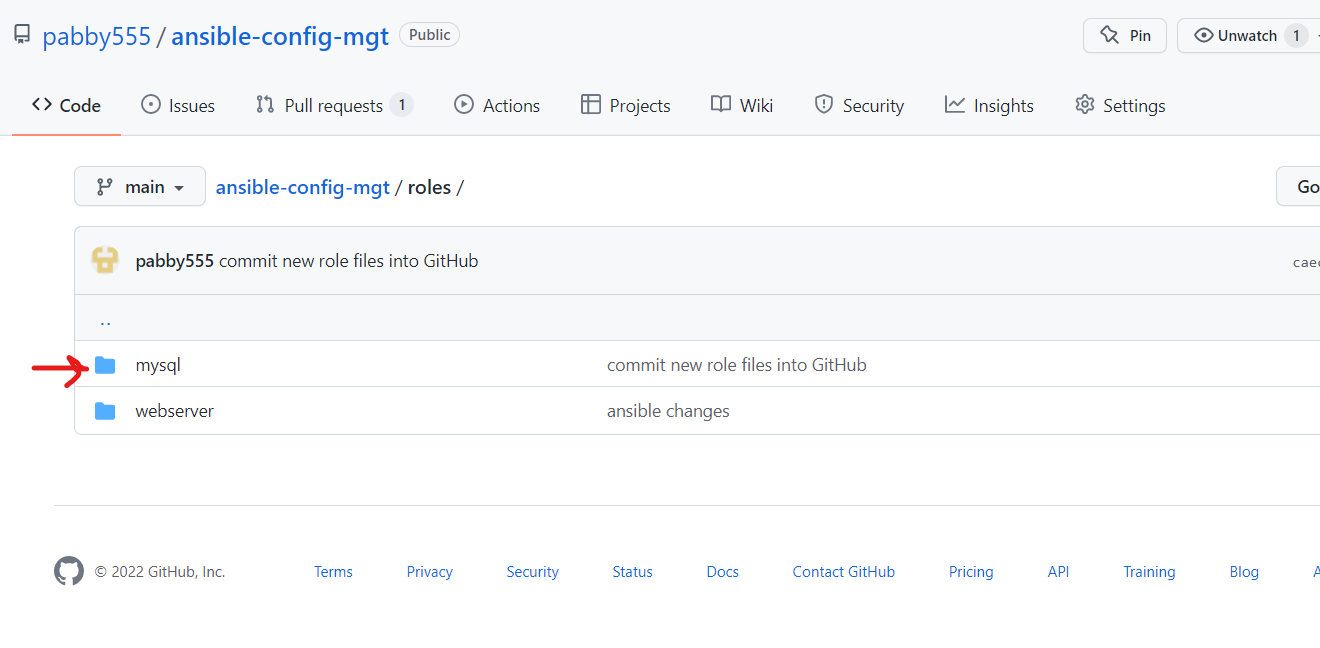 pabby555 / ansible-config-mgt Public Pin Unwatch 1
Code Issues Pull requests 1 Actions Projects Wiki Security Insights Settings
main ansible-config-mgt / roles / Go
pabby555 commit new role files into GitHub
..
mysql commit new role files into GitHub
webserver ansible changes
© 2022 GitHub, Inc. Terms Privacy Security Status Docs Contact GitHub Pricing API Training Blog